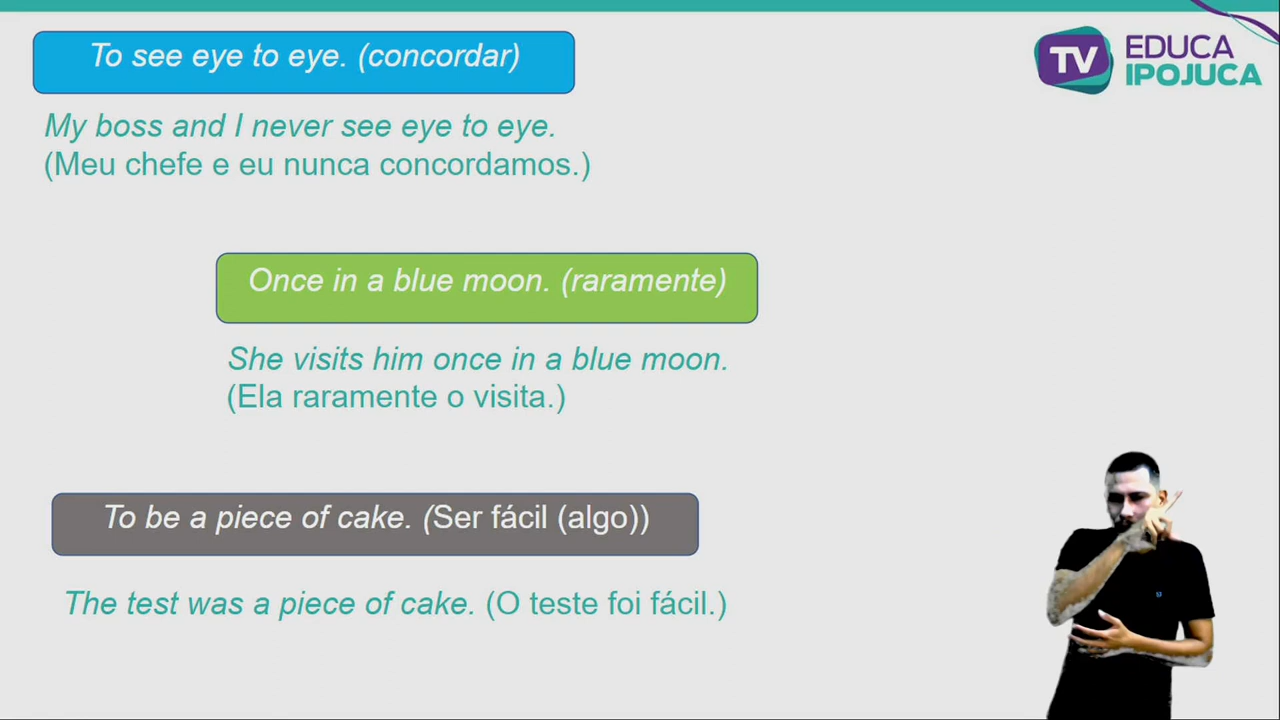 To see eye to eye. (concordar)
TV EDUCA
IPOJUCA
My boss and I never see eye to eye.
(Meu chefe e eu nunca concordamos.)
Once in a blue moon. (raramente)
She visits him once in a blue moon.
(Ela raramente o visita.)
To be a piece of cake. (Ser fácil (algo))
The test was a piece of cake. (O teste foi fácil.)